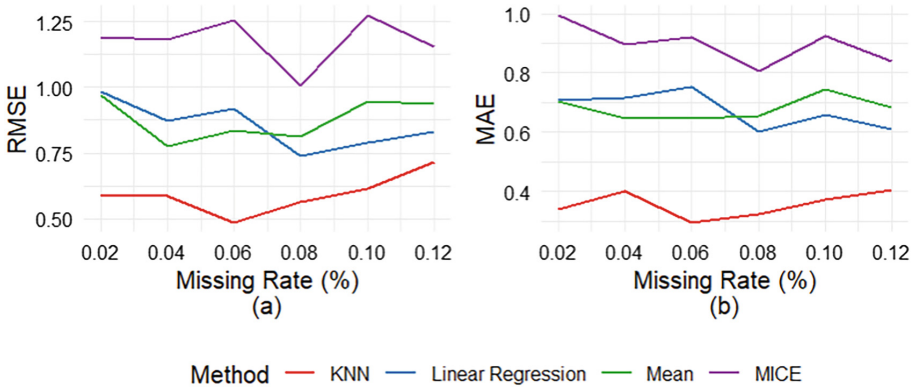 RMSE
1.25
1.00
0.75
0.50
0.02 0.04 0.06 0.08 0.10 0.12
Missing Rate (%)
(a)
MAE
1.0
0.8
0.6
0.4
0.02 0.04 0.06 0.08 0.10 0.12
Missing Rate (%)
(b)
Method KNN Linear Regression Mean MICE